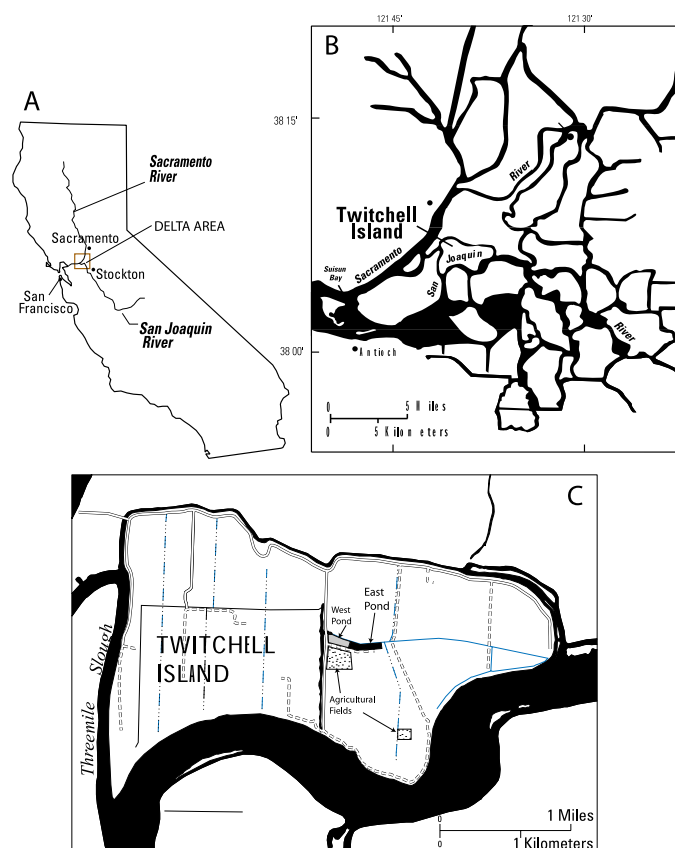 A
Sacramento
River
DELTA AREA
Sacramento
Stockton
San
Francisco
San Joaquin
River
121 45
121 30
B
38 15
River
Twitchell
Island
Sacramento
Joaquin
San
Suisun
Bay
River
38 00
Antioch
0 5 Miles
0 5 Kilometers
C
East
Pond
West
Pond
TWITCHELL
ISLAND
Agricultural
Fields
Threemile Slough
0 1 Miles
0 1 Kilometers